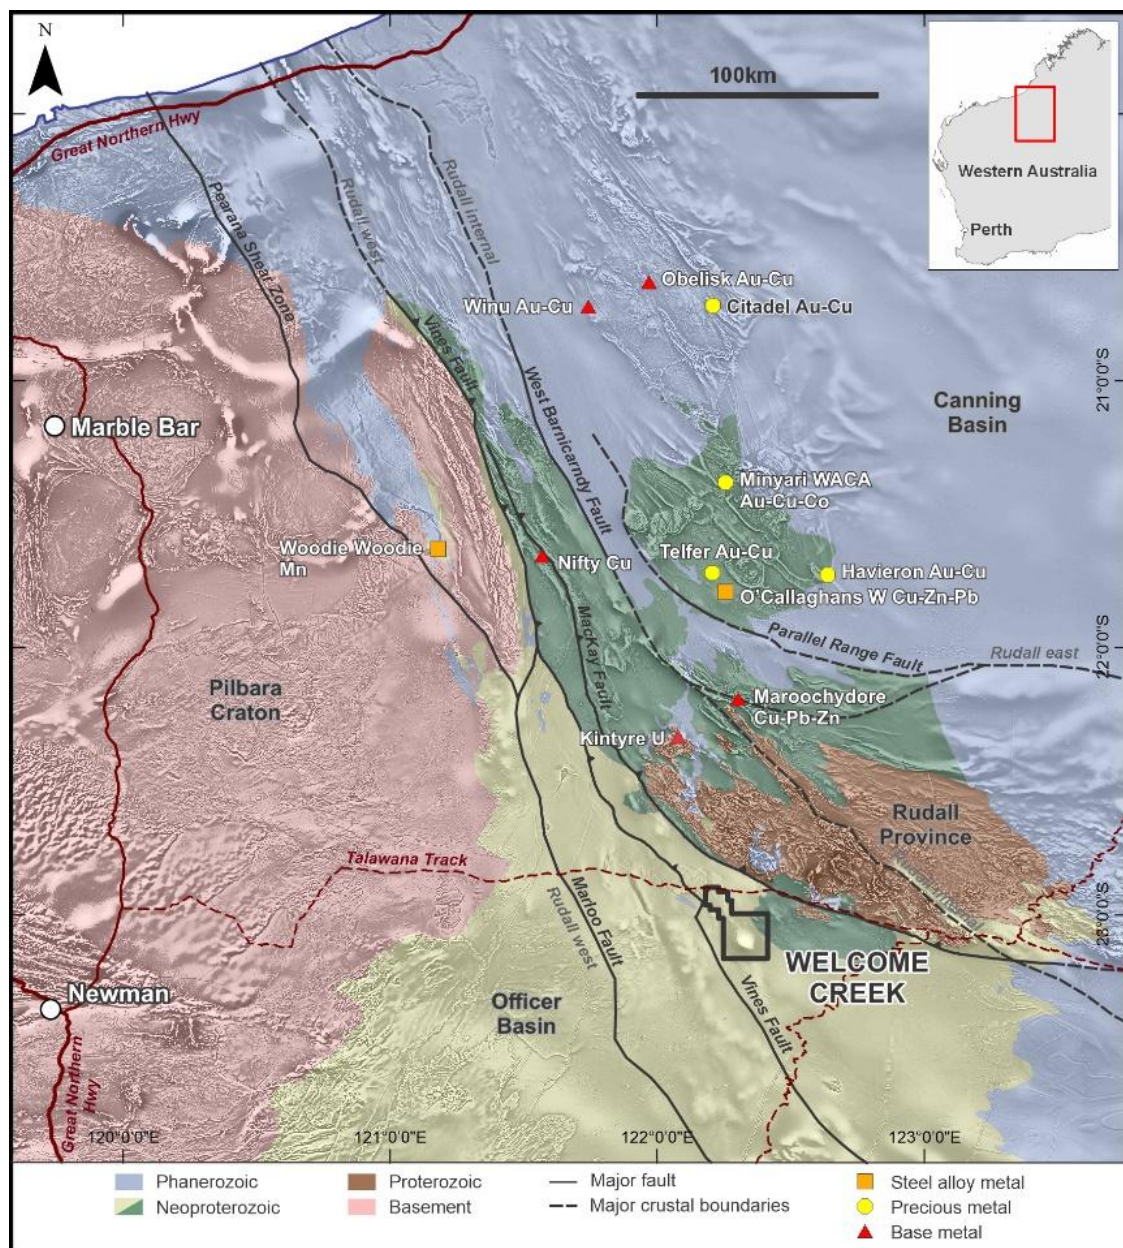 N
100km
Western Australia
Perth
Great Northern Hwy
Pearana Shear Zone
Rudall west
Rudall internal
Obelisk Au-Cu
Winu Au-Cu
Citadel Au-Cu
Vines Fault
West Barnicarndy Fault
21°0'0"S
Canning
Basin
Marble Bar
Minyari WACA
Au-Cu-Co
Woodie Woodie
Mn
Nifty Cu
Telfer Au-Cu
Havieron Au-Cu
O'Callaghans W Cu-Zn-Pb
MacKay Fault
Parallel Range Fault
Rudall east
22°0'0"S
Pilbara
Craton
Maroochydore
Cu-Pb-Zn
Kintyre U
Rudall
Province
Talawana Track
Marloo Fault
Rudall west
23°0'0"S
WELCOME
CREEK
Newman
Officer
Basin
Vines Fault
Great Northern
Hwy
120°0'0"E
121°0'0"E
122°0'0"E
123°0'0"E
Phanerozoic
Neoproterozoic
Proterozoic
Basement
Major fault
Major crustal boundaries
Steel alloy metal
Precious metal
Base metal